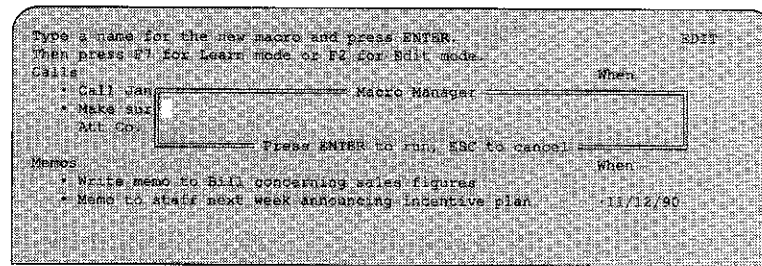 Type a name for the new macro and press ENTER. EDIT
Then press F7 for Learn mode or F2 for Edit mode.
Calls When
• Call Jan
Macro Manager
• Make sur
Att Co.
Press ENTER to run, ESC to cancel
Memos When
• Write memo to Bill concerning sales figures
• Memo to staff next week announcing incentive plan. ·11/12/90